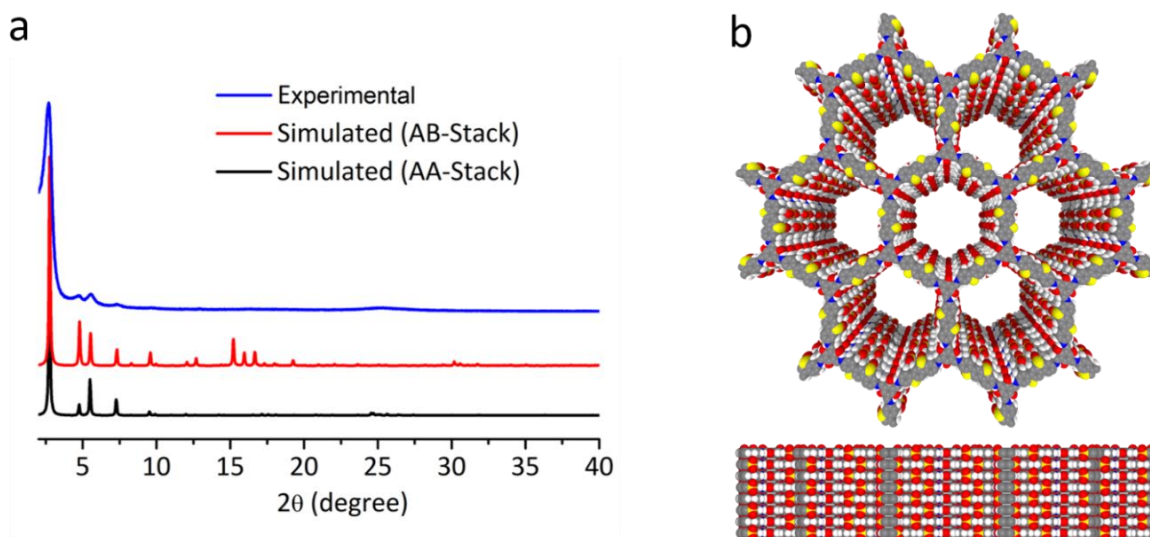 a
b
Experimental
Simulated (AB-Stack)
Simulated (AA-Stack)
5 10 15 20 25 30 35 40
2θ (degree)